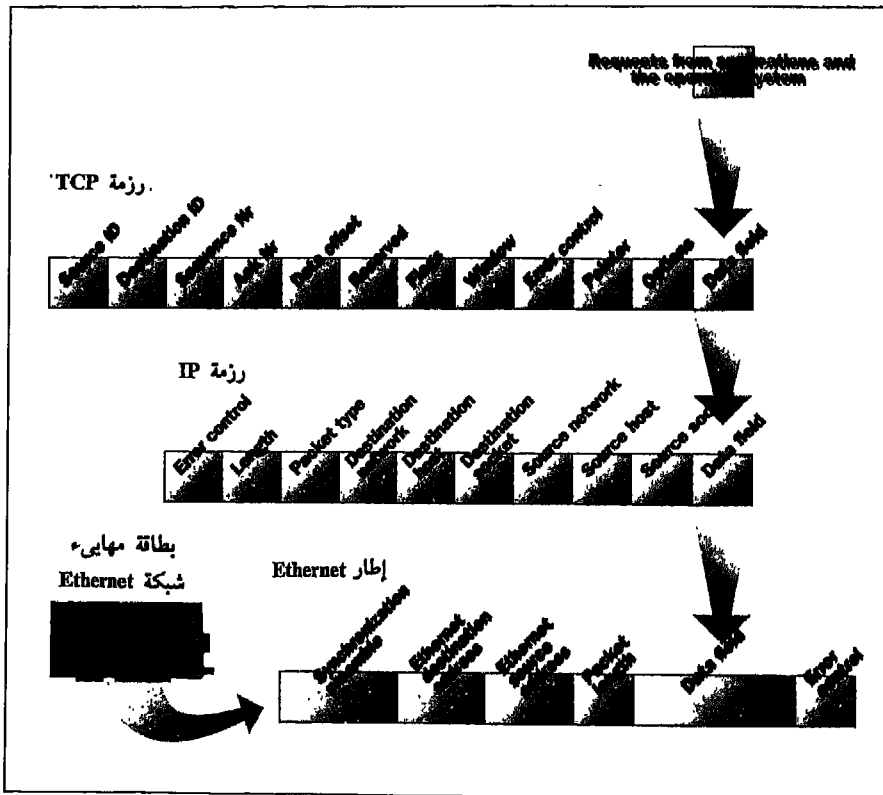 Requests from applications and
the operating system
رزمة TCP
Source ID
Destination ID
Sequence Nr
Ack Nr
Data offset
Reserved
Flags
Window
Error control
Pointer
Options
Data field
رزمة IP
Error control
Length
Packet type
Destination
network
Destination
host
Destination
socket
Source network
Source host
Source socket
Data field
بطاقة مهايىء
شبكة Ethernet
إطار Ethernet
Synchronization
preamble
Ethernet
destination
address
Ethernet
source
address
Packet
length
Data field
Error
control